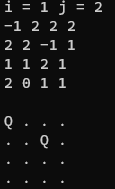 i = 1 j = 2
−1 2 2 2
2 2 −1 1
1 1 2 1
2 0 1 1

Q . . .
. . Q .
. . . .
. . . .